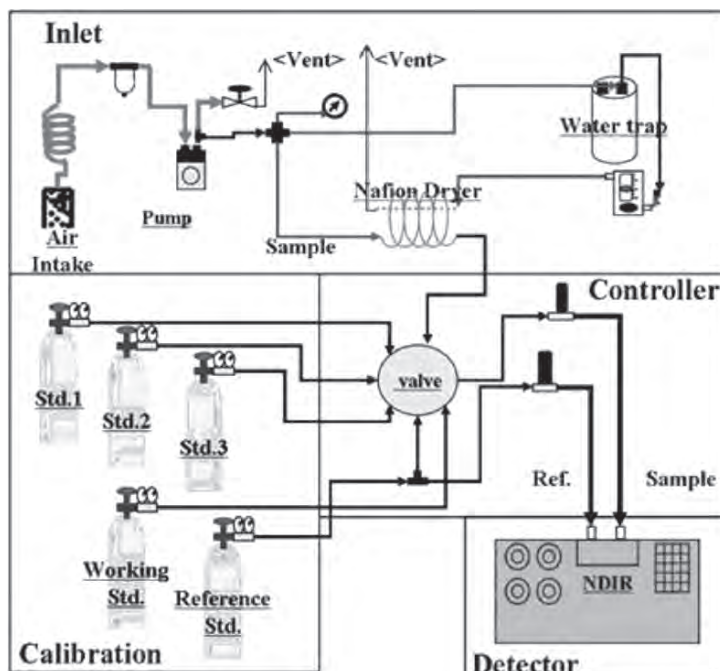 Inlet
<Vent>
<Vent>
Water trap
Nafion Dryer
Pump
Sample
Air
Intake
Controller
valve
Std.1
Std.2
Std.3
Ref.
Sample
Working
Std.
Reference
Std.
NDIR
Calibration
Detector